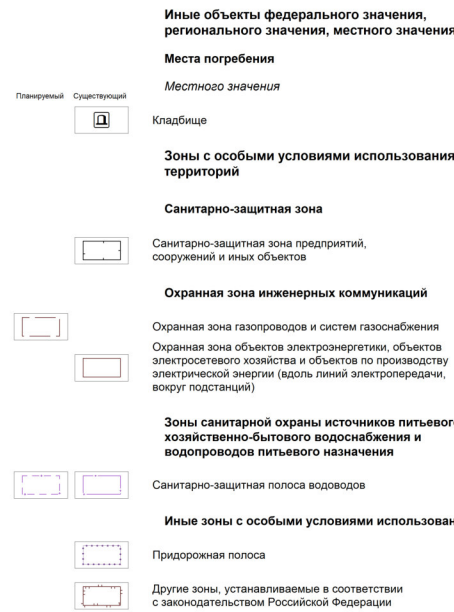 Иные объекты федерального значения,
регионального значения, местного значения
Места погребения
Местного значения
Планируемый Существующий
Кладбище
Зоны с особыми условиями использования
территорий
Санитарно-защитная зона
Санитарно-защитная зона предприятий,
сооружений и иных объектов
Охранная зона инженерных коммуникаций
Охранная зона газопроводов и систем газоснабжения
Охранная зона объектов электроэнергетики, объектов
электросетевого хозяйства и объектов по производству
электрической энергии (вдоль линий электропередачи,
вокруг подстанций)
Зоны санитарной охраны источников питьевого
хозяйственно-бытового водоснабжения и
водопроводов питьевого назначения
Санитарно-защитная полоса водоводов
Иные зоны с особыми условиями использован
Придорожная полоса
Другие зоны, устанавливаемые в соответствии
с законодательством Российской Федерации